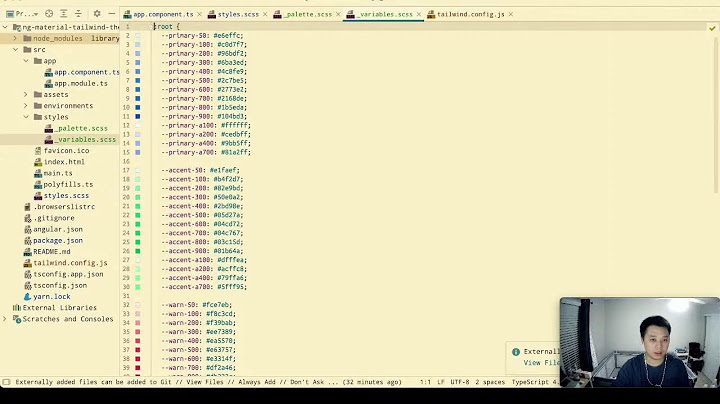 Pr...
app.component.ts
styles.scss
_palette.scss
_variables.scss
tailwind.config.js
ng-material-tailwind-the
node_modules library
src
app
app.component.ts
app.module.ts
assets
environments
styles
_palette.scss
_variables.scss
favicon.ico
index.html
main.ts
polyfills.ts
styles.scss
.browserslistrc
.gitignore
angular.json
package.json
README.md
tailwind.config.js
tsconfig.app.json
tsconfig.json
yarn.lock
External Libraries
Scratches and Consoles
1 :root {
2 --primary-50: #e6effc;
3 --primary-100: #c0d7f7;
4 --primary-200: #96bdf2;
5 --primary-300: #6ba3ed;
6 --primary-400: #4c8fe9;
7 --primary-500: #2c7be5;
8 --primary-600: #2773e2;
9 --primary-700: #2168de;
10 --primary-800: #1b5eda;
11 --primary-900: #104bd3;
12 --primary-a100: #ffffff;
13 --primary-a200: #cedbff;
14 --primary-a400: #9bb5ff;
15 --primary-a700: #81a2ff;
16
17 --accent-50: #e1faef;
18 --accent-100: #b4f2d7;
19 --accent-200: #82e9bd;
20 --accent-300: #50e0a2;
21 --accent-400: #2bd98e;
22 --accent-500: #05d27a;
23 --accent-600: #04cd72;
24 --accent-700: #04c767;
25 --accent-800: #03c15d;
26 --accent-900: #01b64a;
27 --accent-a100: #dfffea;
28 --accent-a200: #acffc8;
29 --accent-a400: #79ffa6;
30 --accent-a700: #5fff95;
31
32 --warn-50: #fce7eb;
33 --warn-100: #f8c3cd;
34 --warn-200: #f39bab;
35 --warn-300: #ee7389;
36 --warn-400: #ea5570;
37 --warn-500: #e63757;
38 --warn-600: #e3314f;
39 --warn-700: #df2a46;
Externall
View Files
Externally added files can be added to Git // View Files // Always Add // Don't Ask ... (32 minutes ago)
1:1 LF UTF-8 2 spaces TypeScript 4.